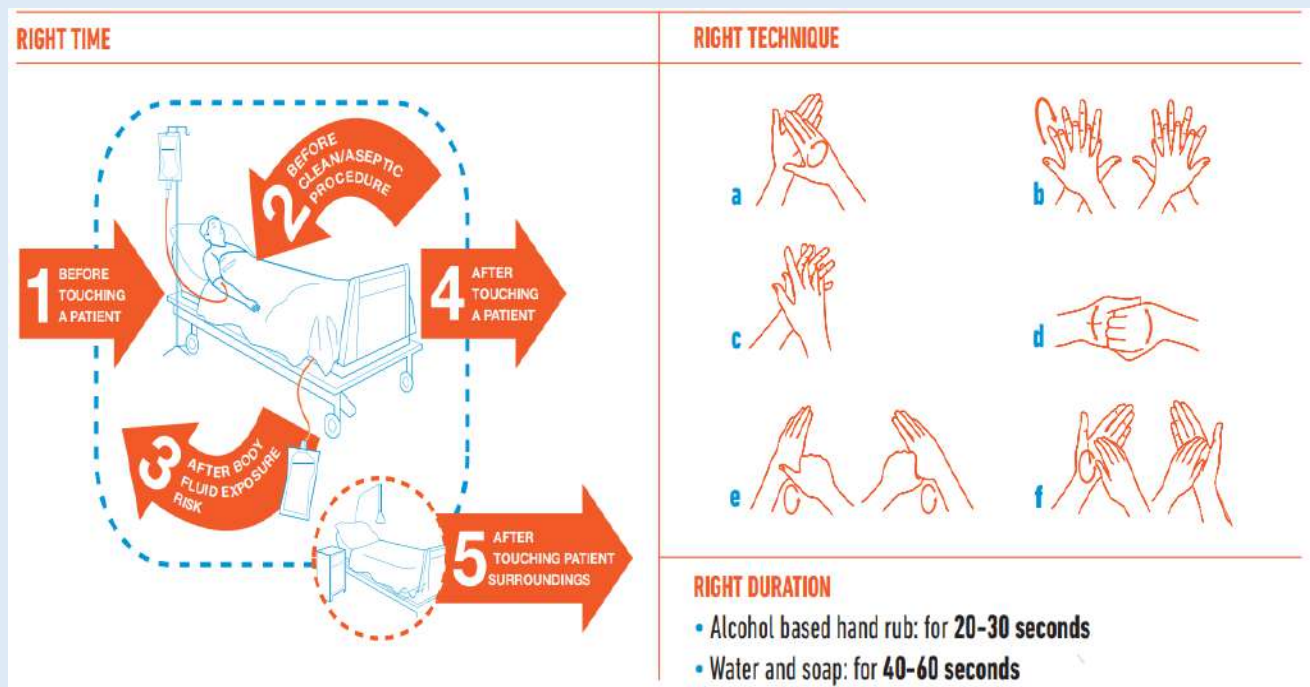 RIGHT TIME
1
BEFORE
TOUCHING
A PATIENT
2
BEFORE
CLEAN/ASEPTIC
PROCEDURE
3
AFTER BODY
FLUID EXPOSURE
RISK
4
AFTER
TOUCHING
A PATIENT
5
AFTER
TOUCHING PATIENT
SURROUNDINGS
RIGHT TECHNIQUE
a
b
c
d
e
f
RIGHT DURATION
• Alcohol based hand rub: for 20-30 seconds
• Water and soap: for 40-60 seconds